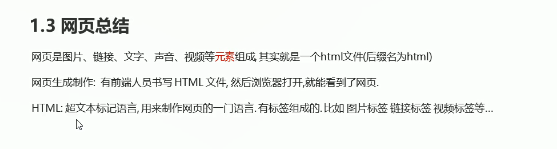 1.3 网页总结
网页是图片、链接、文字、声音、视频等元素组成, 其实就是一个html文件(后缀名为html)
网页生成制作: 有前端人员书写 HTML 文件, 然后浏览器打开,就能看到了网页.
HTML: 超文本标记语言, 用来制作网页的一门语言. 有标签组成的. 比如 图片标签 链接标签 视频标签等...